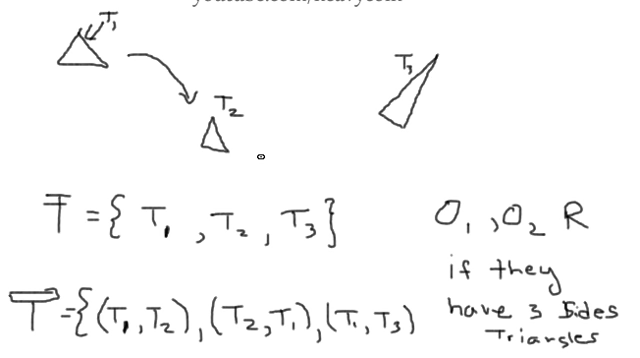 T₁
T₂
T₃
T = { T₁ , T₂ , T₃ }
O₁ , O₂ R
if they
have 3 sides
Triangles
T = {(T₁, T₂), (T₂, T₁), (T₁, T₃)